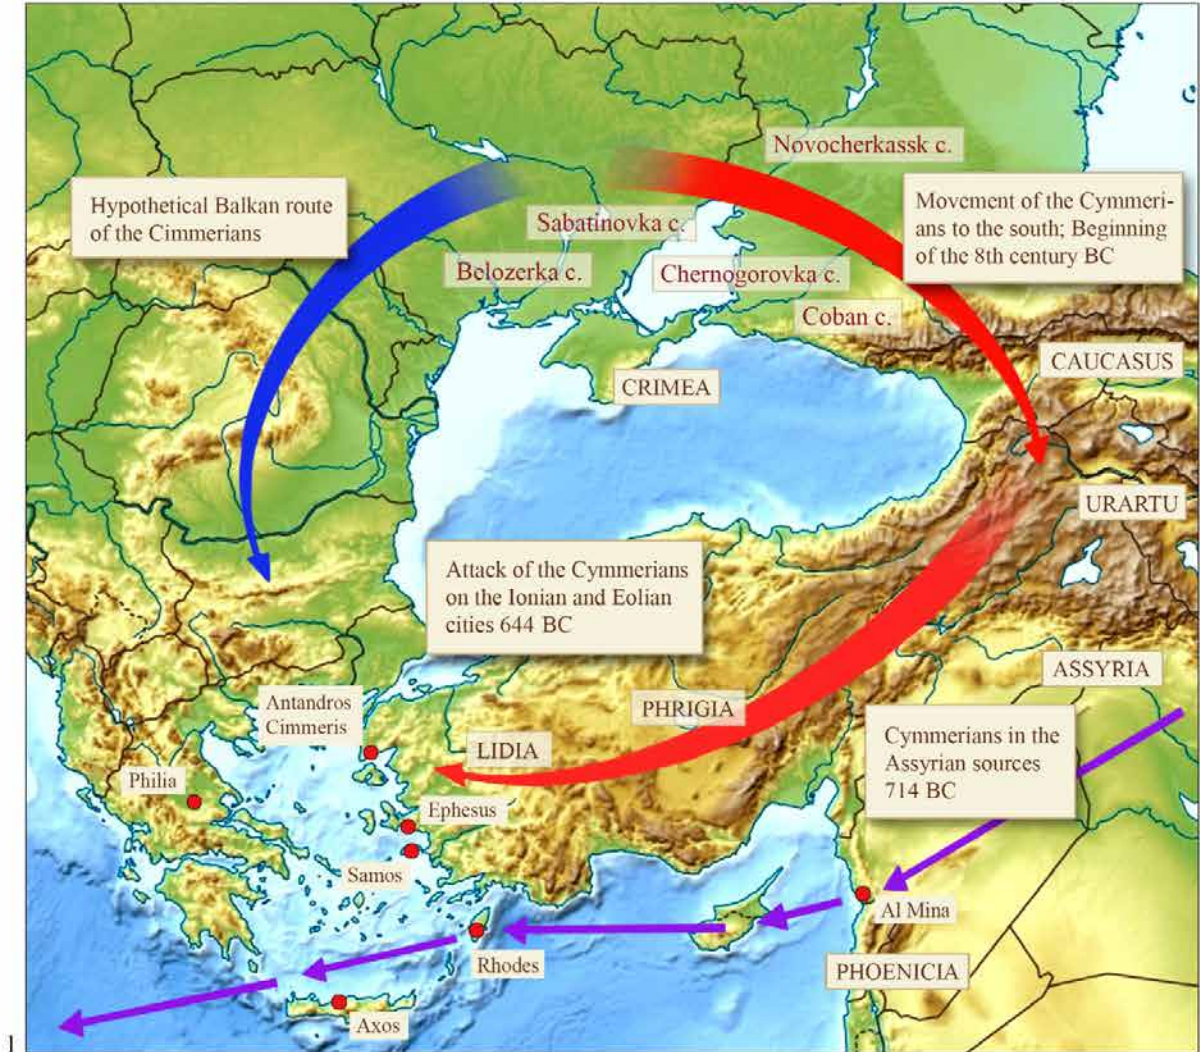 Novocherkassk c.
Hypothetical Balkan route
of the Cimmerians
Movement of the Cymmeri-
ans to the south; Beginning
of the 8th century BC
Sabatinovka c.
Belozerka c.
Chernogorovka c.
Coban c.
CAUCASUS
CRIMEA
URARTU
Attack of the Cymmerians
on the Ionian and Eolian
cities 644 BC
ASSYRIA
Antandros
Cimmeris
PHRIGIA
LIDIA
Cymmerians in the
Assyrian sources
714 BC
Philia
Ephesus
Samos
Al Mina
Rhodes
PHOENICIA
Axos
1